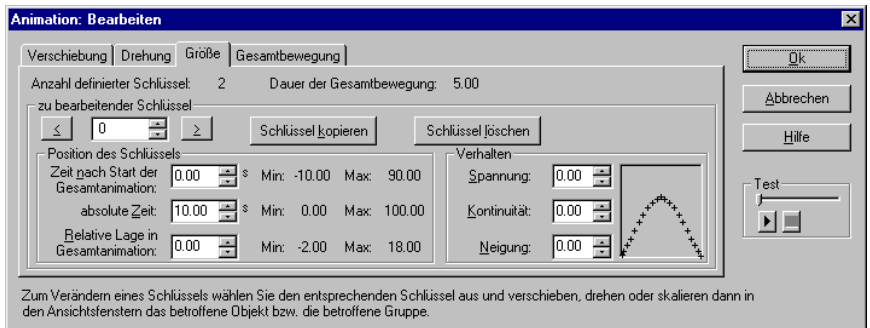 Animation: Bearbeiten
Verschiebung Drehung Größe Gesamtbewegung
Anzahl definierter Schlüssel: 2 Dauer der Gesamtbewegung: 5.00
zu bearbeitender Schlüssel
< 0 > Schlüssel kopieren Schlüssel löschen
Position des Schlüssels
Zeit nach Start der
Gesamtanimation: 0.00 s Min: -10.00 Max: 90.00
absolute Zeit: 10.00 s Min: 0.00 Max: 100.00
Relative Lage in
Gesamtanimation: 0.00 Min: -2.00 Max: 18.00
Verhalten
Spannung: 0.00
Kontinuität: 0.00
Neigung: 0.00
Ok
Abbrechen
Hilfe
Test
Zum Verändern eines Schlüssels wählen Sie den entsprechenden Schlüssel aus und verschieben, drehen oder skalieren dann in
den Ansichtsfenstern das betroffene Objekt bzw. die betroffene Gruppe.